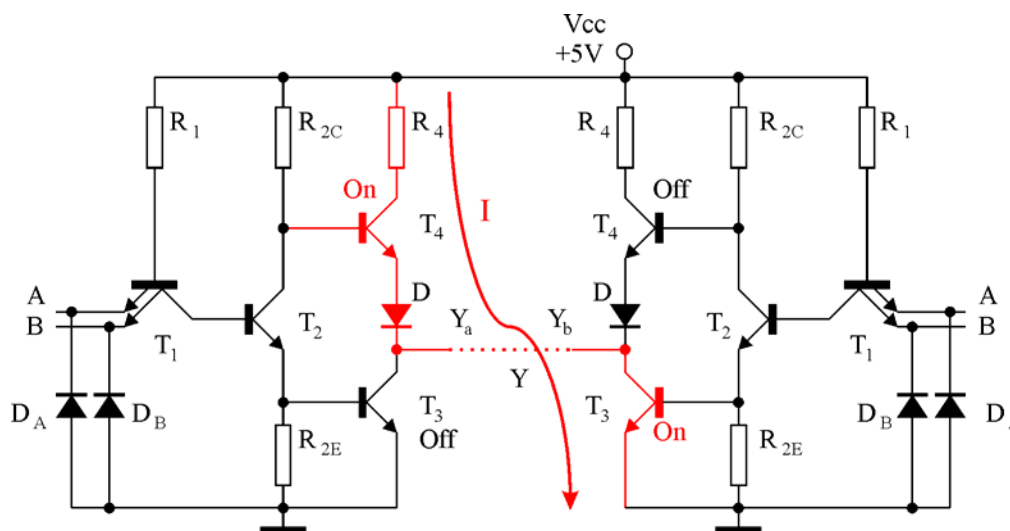 Vcc
+5V
R1
R2C
R4
R4
R2C
R1
On
Off
I
T4
T4
A
B
D
D
A
B
T1
T2
Ya
Yb
T2
T1
Y
DA
DB
T3
Off
T3
On
DB
D
R2E
R2E